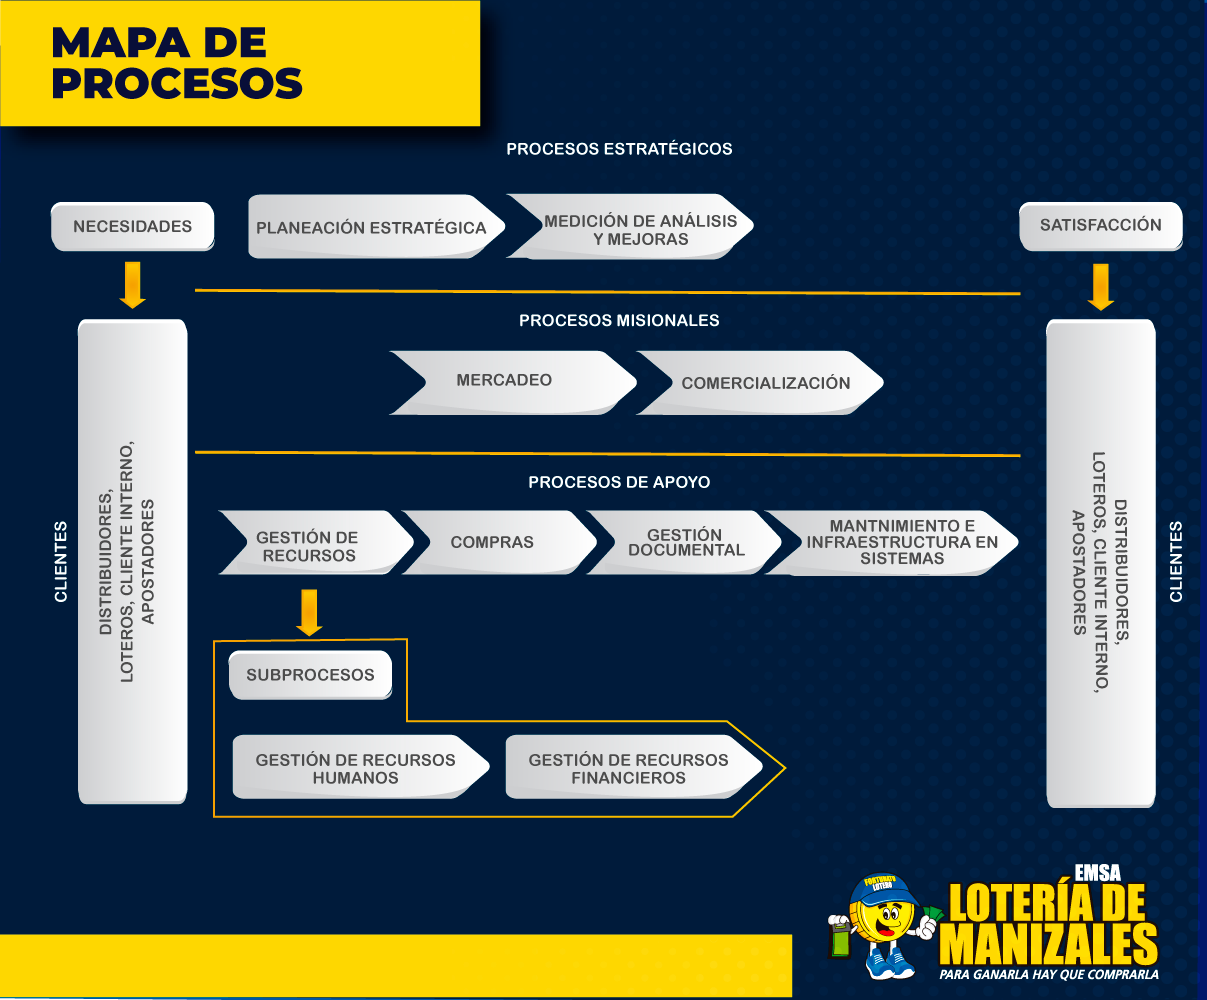 MAPA DE
PROCESOS
PROCESOS ESTRATÉGICOS
NECESIDADES
PLANEACIÓN ESTRATÉGICA
MEDICIÓN DE ANÁLISIS
Y MEJORAS
SATISFACCIÓN
PROCESOS MISIONALES
MERCADEO
COMERCIALIZACIÓN
CLIENTES
DISTRIBUIDORES,
LOTEROS, CLIENTE INTERNO,
APOSTADORES
PROCESOS DE APOYO
GESTIÓN DE
RECURSOS
COMPRAS
GESTIÓN
DOCUMENTAL
MANTNIMIENTO E
INFRAESTRUCTURA EN
SISTEMAS
DISTRIBUIDORES,
LOTEROS, CLIENTE INTERNO,
APOSTADORES
CLIENTES
SUBPROCESOS
GESTIÓN DE RECURSOS
HUMANOS
GESTIÓN DE RECURSOS
FINANCIEROS
FORTUNATO
LOTERO
EMSA
LOTERÍA DE
MANIZALES
PARA GANARLA HAY QUE COMPRARLA